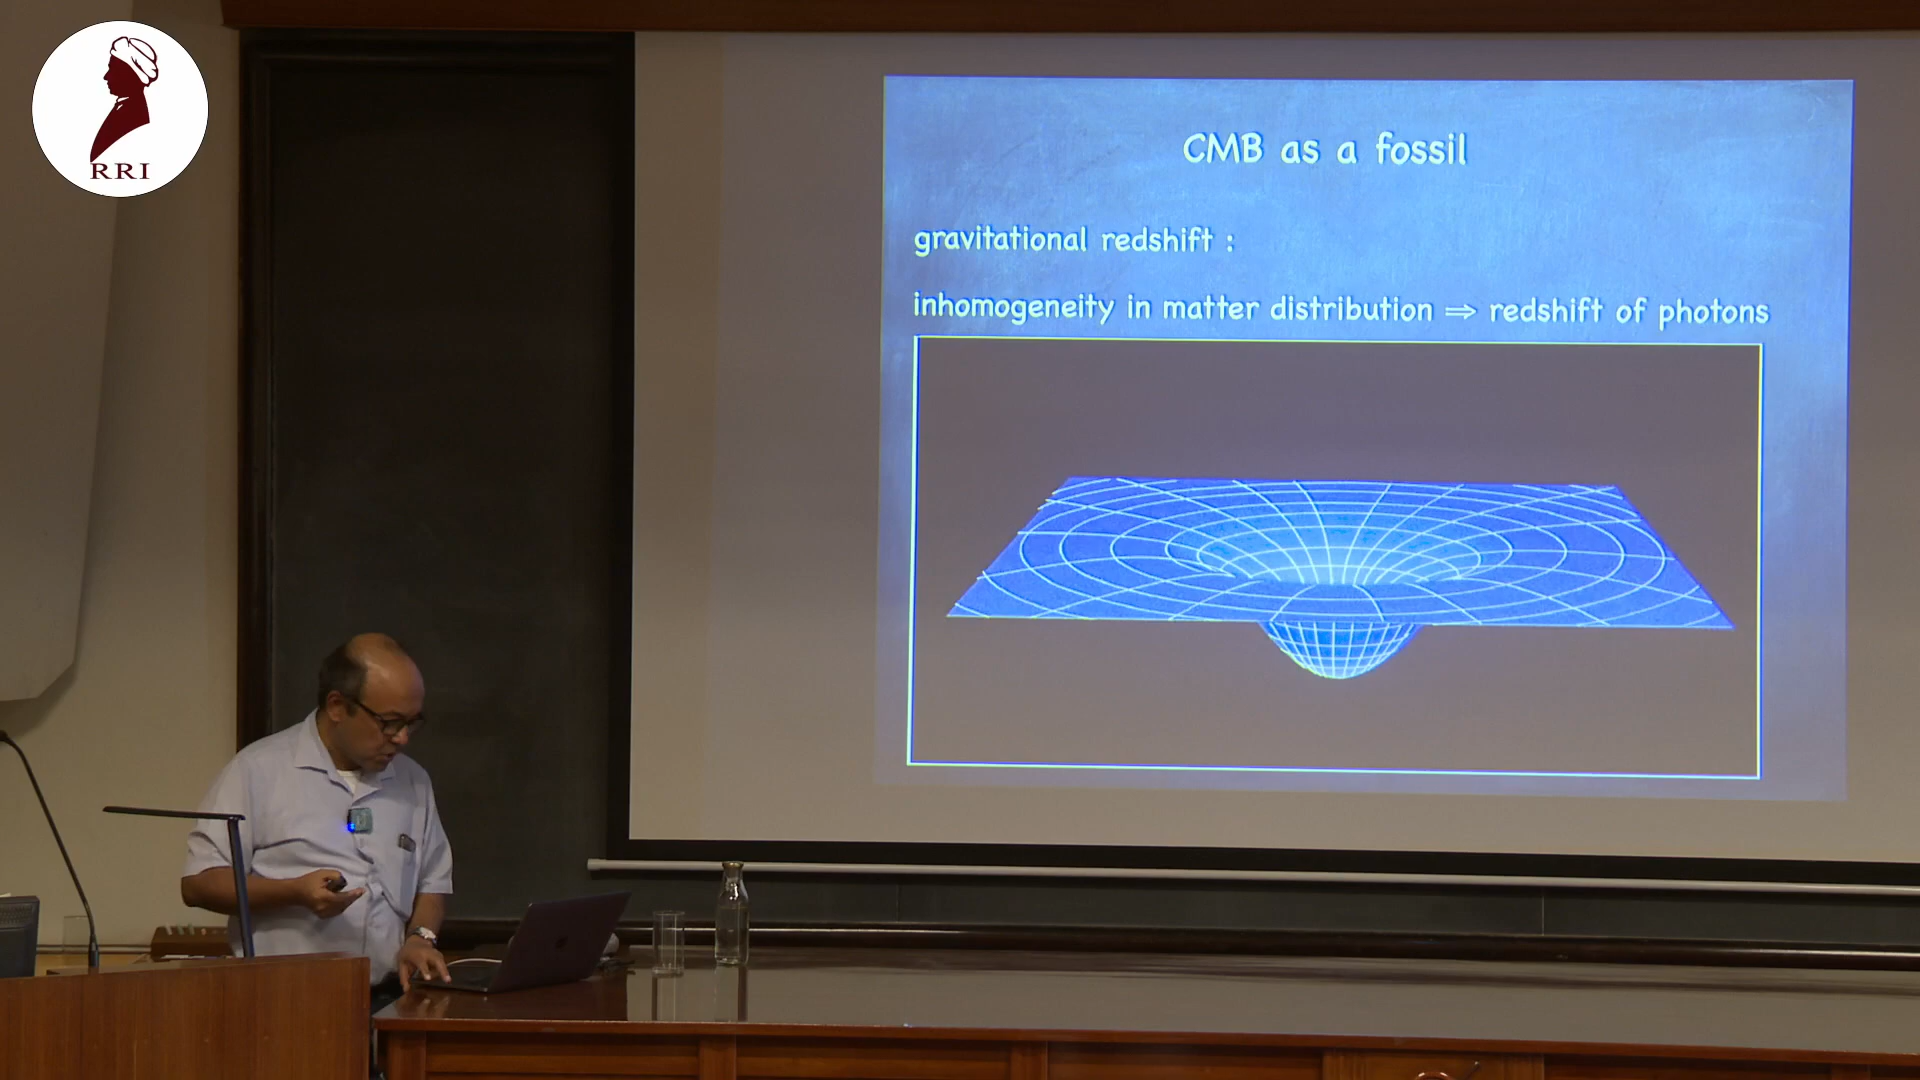 RRI
CMB as a fossil
gravitational redshift :
inhomogeneity in matter distribution ⇒ redshift of photons